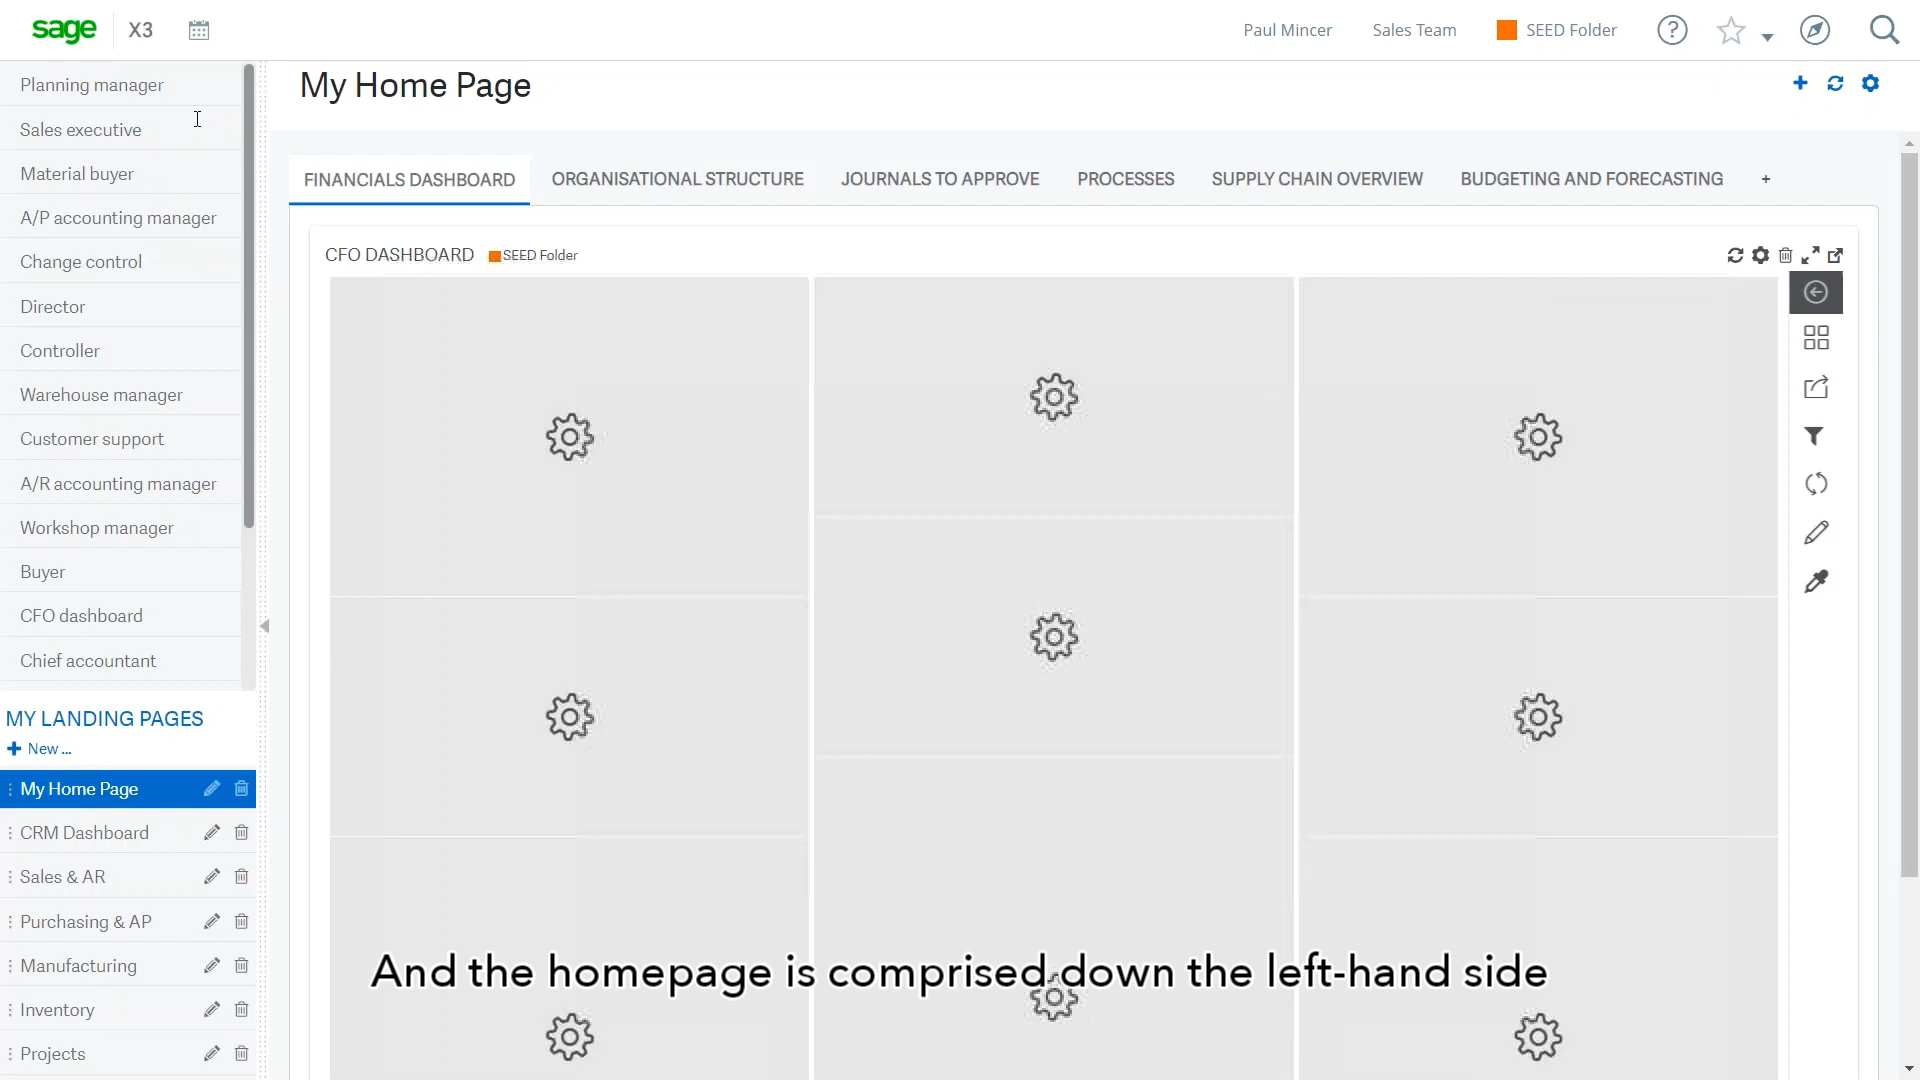 sage X3 Paul Mincer Sales Team SEED Folder
Planning manager
Sales executive
Material buyer
A/P accounting manager
Change control
Director
Controller
Warehouse manager
Customer support
A/R accounting manager
Workshop manager
Buyer
CFO dashboard
Chief accountant
MY LANDING PAGES
New ...
My Home Page
CRM Dashboard
Sales & AR
Purchasing & AP
Manufacturing
Inventory
Projects
My Home Page
FINANCIALS DASHBOARD ORGANISATIONAL STRUCTURE JOURNALS TO APPROVE PROCESSES SUPPLY CHAIN OVERVIEW BUDGETING AND FORECASTING +
CFO DASHBOARD SEED Folder
And the homepage is comprised down the left-hand side